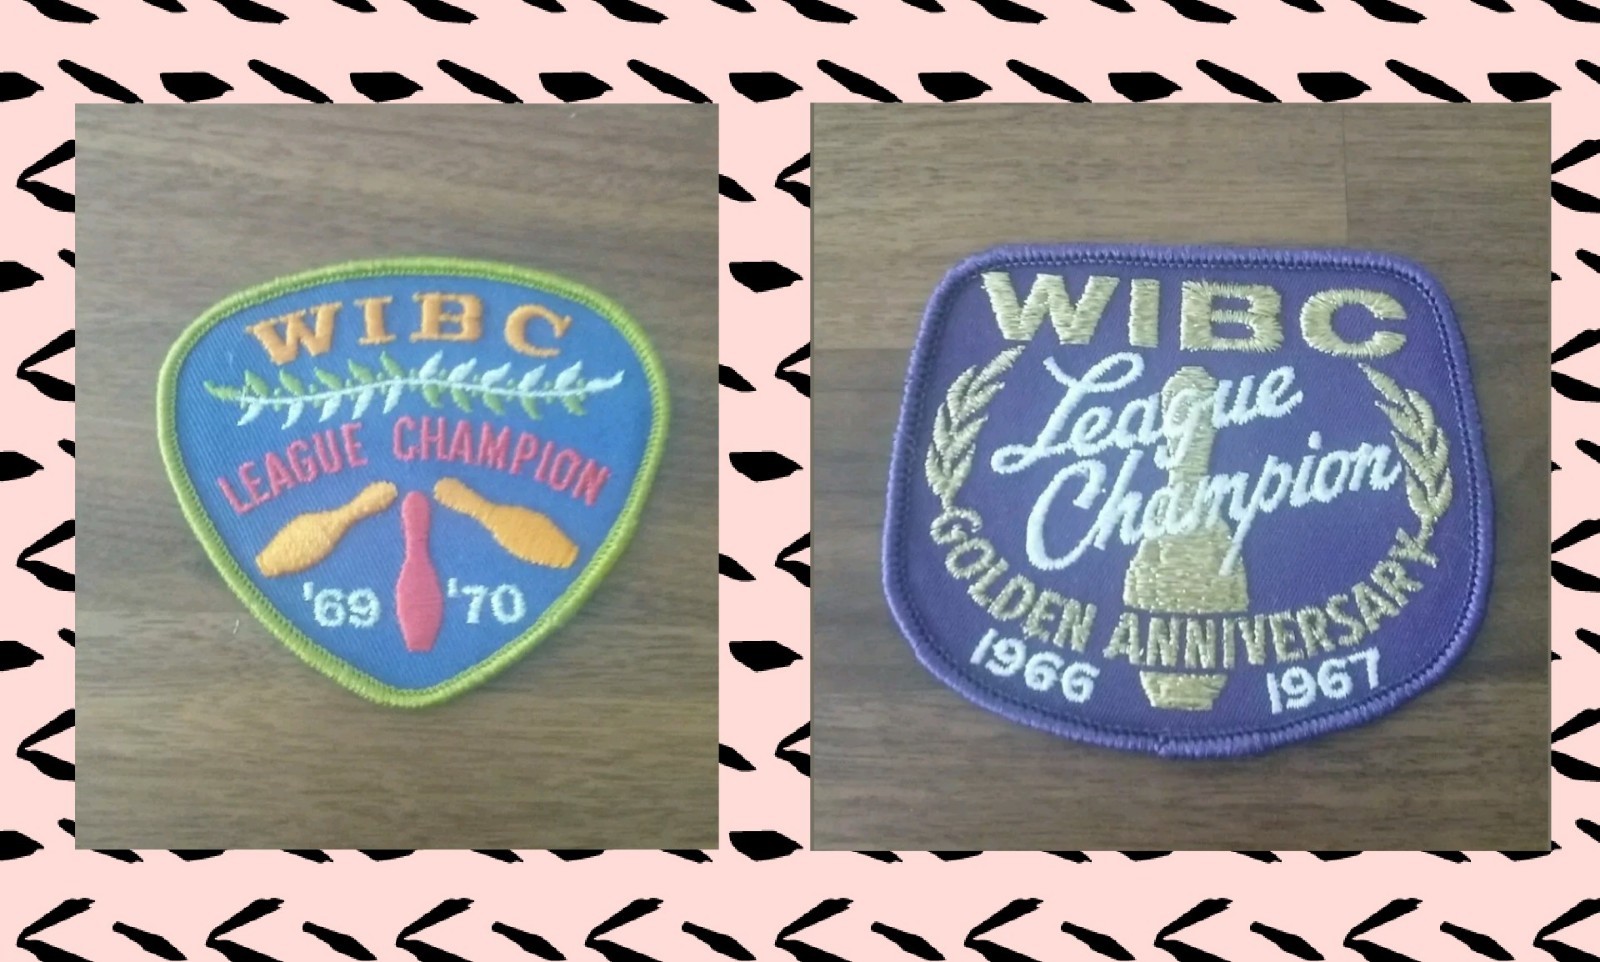 WIBC
LEAGUE CHAMPION
'69 '70
WIBC
League
Champion
GOLDEN ANNIVERSARY
1966 1967